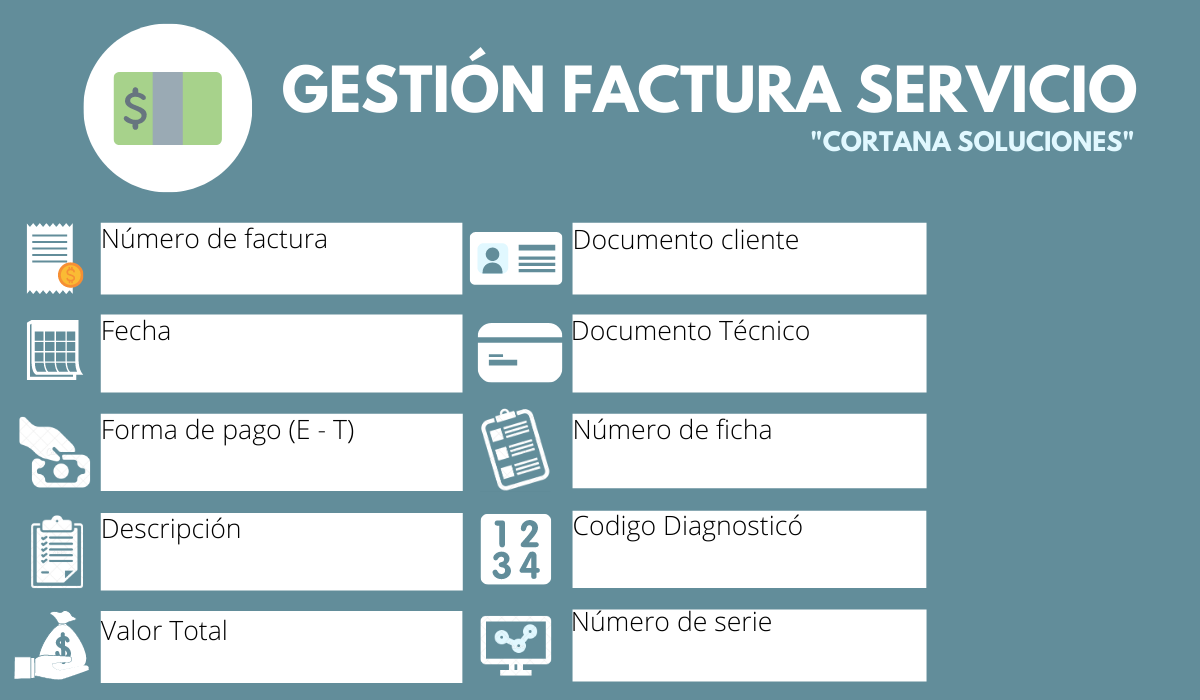 GESTIÓN FACTURA SERVICIO
"CORTANA SOLUCIONES"
$
Número de factura
$
Documento cliente
Fecha
Documento Técnico
Forma de pago (E - T)
Número de ficha
Descripción
Codigo Diagnosticó
1 2
3 4
Valor Total
$
Número de serie